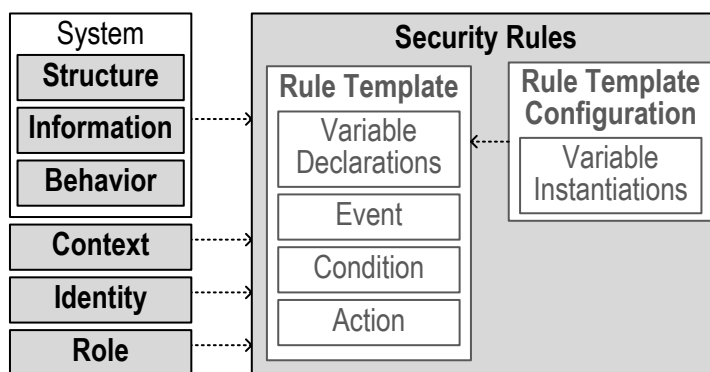 System
Structure
Information
Behavior
Context
Identity
Role
Security Rules
Rule Template
Variable
Declarations
Event
Condition
Action
Rule Template
Configuration
Variable
Instantiations